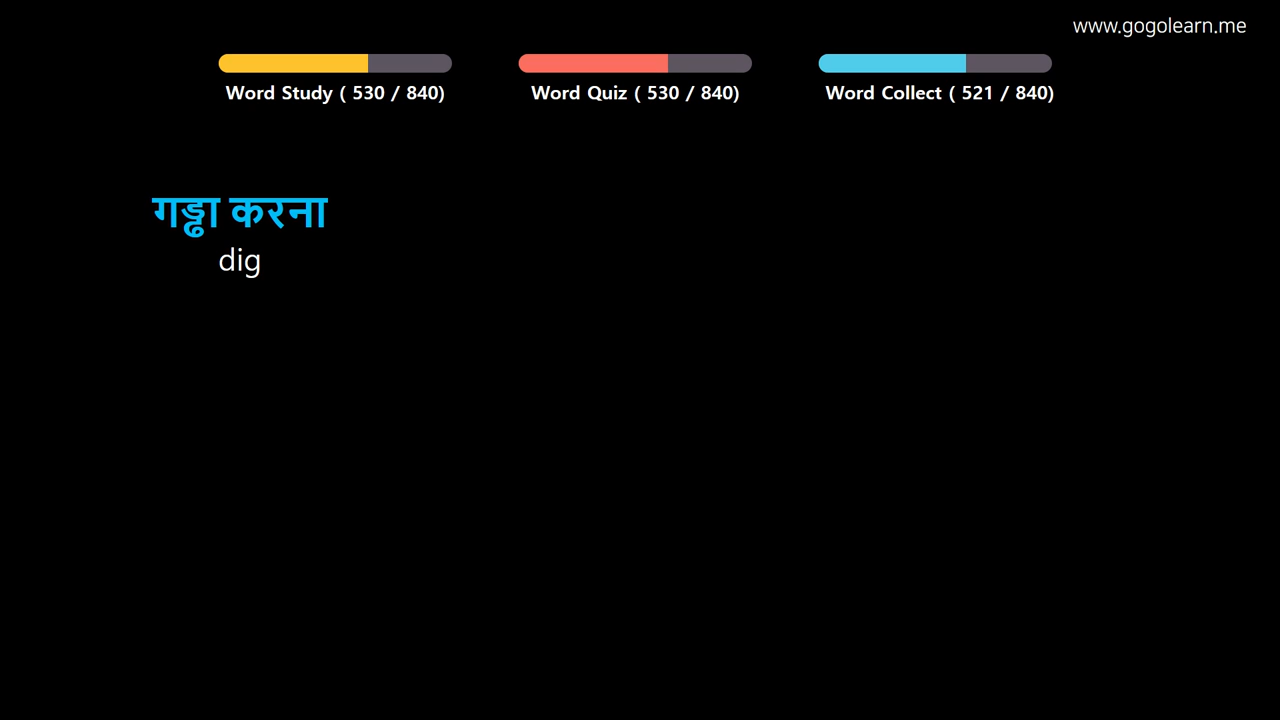 www.gogolearn.me
Word Study ( 530 / 840)
Word Quiz ( 530 / 840)
Word Collect ( 521 / 840)
गड्ढा करना
dig